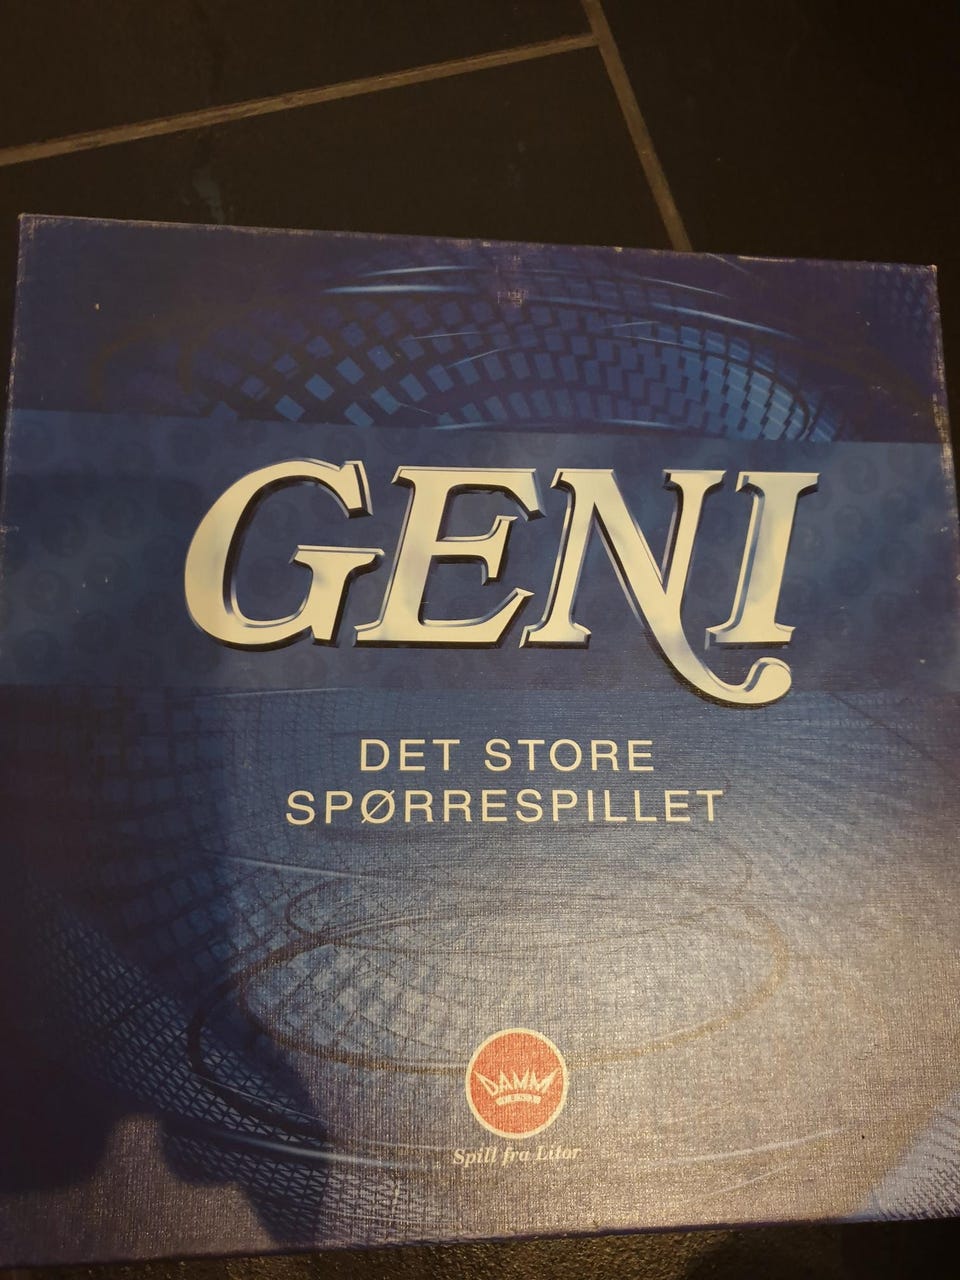 GENI
DET STORE
SPØRRESPILLET
DAMM
Spill fra Litor